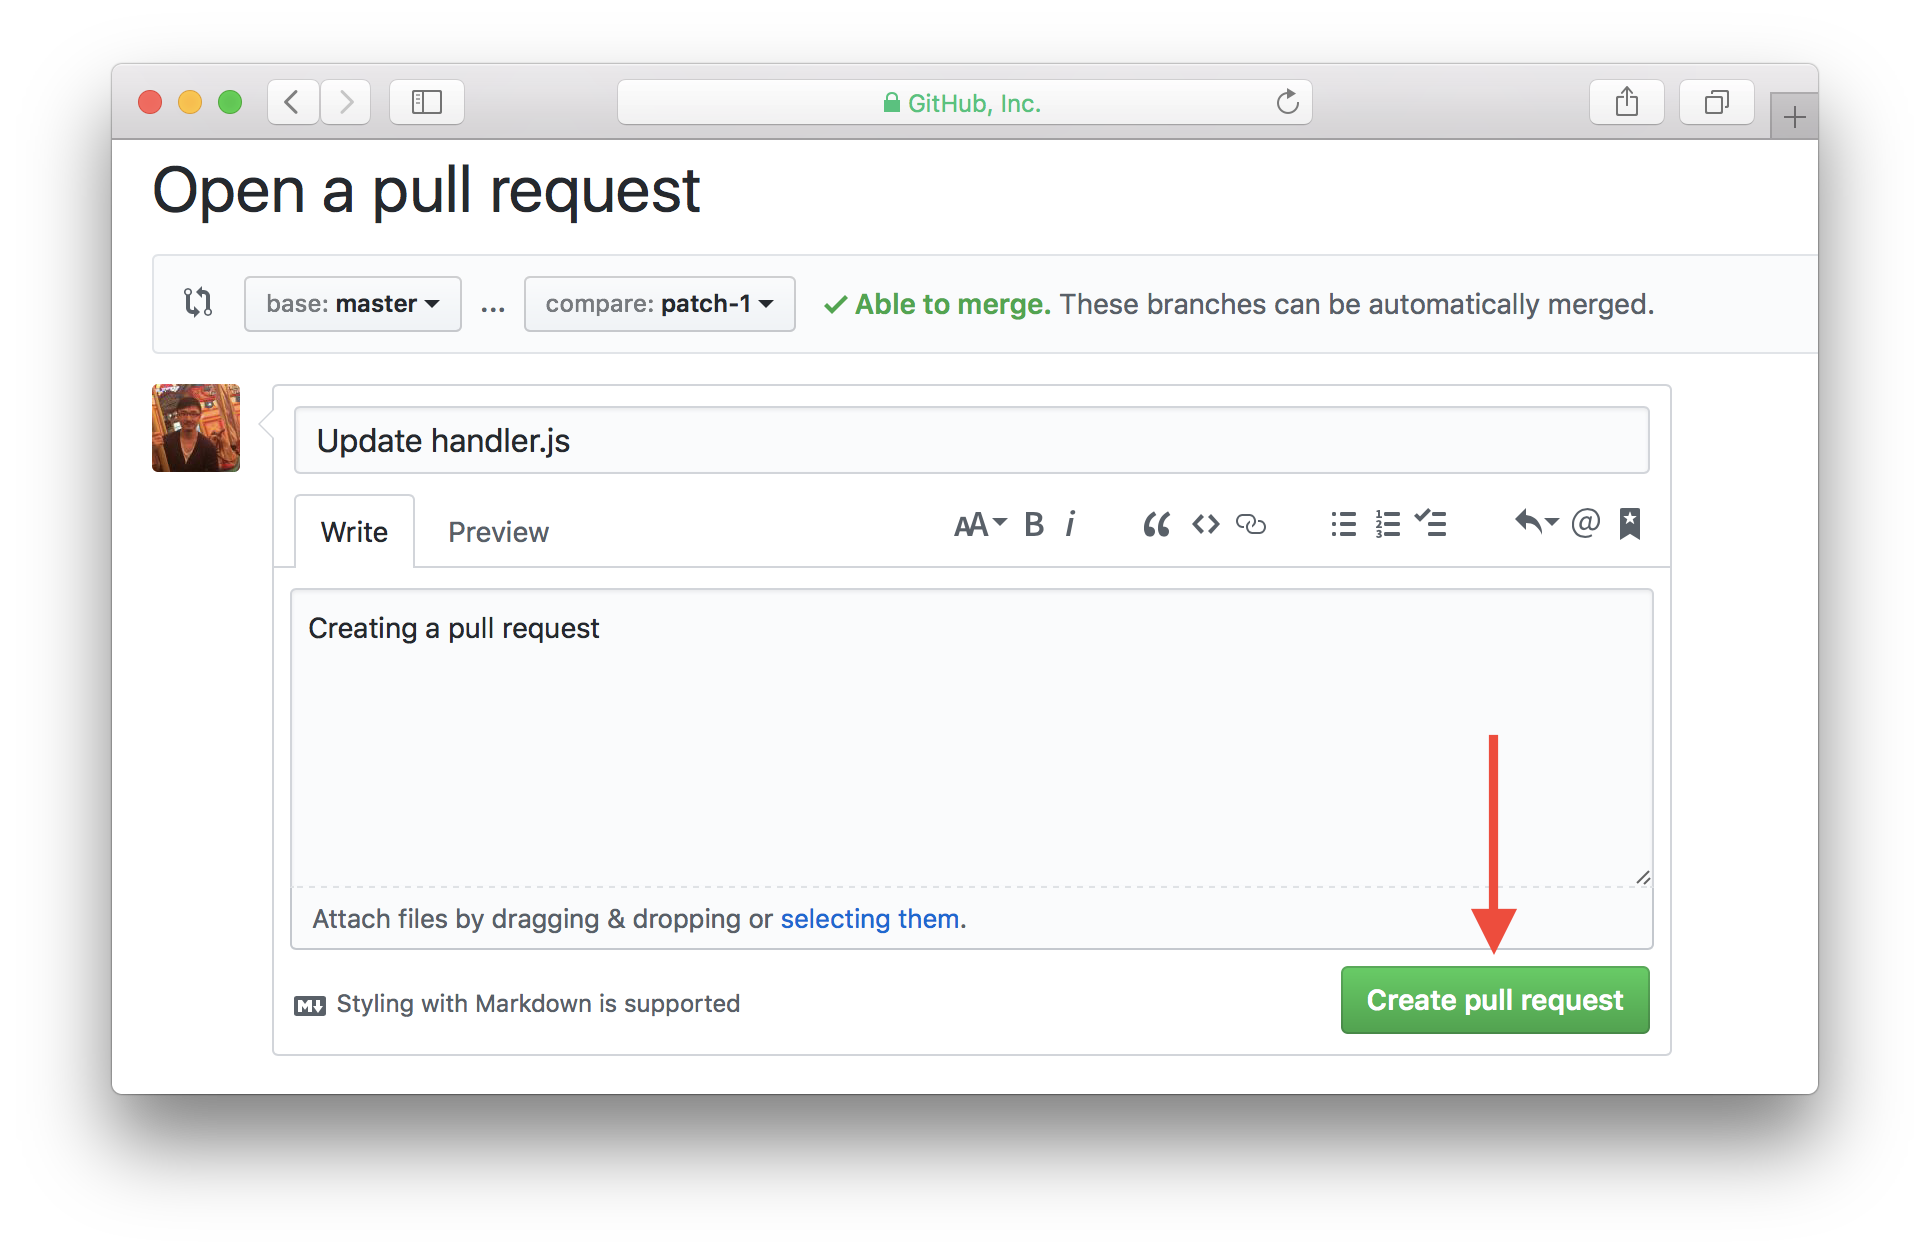 GitHub, Inc.
Open a pull request
base: master ... compare: patch-1 Able to merge. These branches can be automatically merged.
Update handler.js
Write Preview AA B i
Creating a pull request
Attach files by dragging & dropping or selecting them.
Styling with Markdown is supported
Create pull request